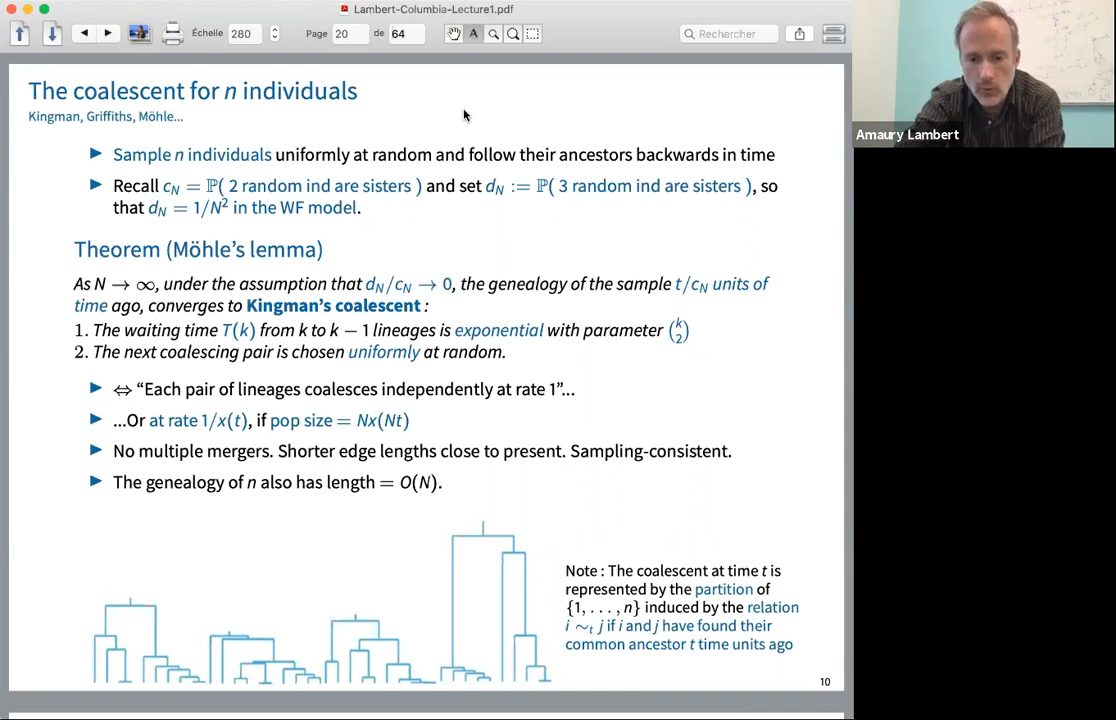 Lambert-Columbia-Lecture1.pdf
Échelle 280 Page 20 de 64 A Rechercher
The coalescent for n individuals
Kingman, Griffiths, Möhle...
Amaury Lambert
▶ Sample n individuals uniformly at random and follow their ancestors backwards in time
▶ Recall c_N = ℙ( 2 random ind are sisters ) and set d_N := ℙ( 3 random ind are sisters ), so
that d_N = 1/N² in the WF model.
Theorem (Möhle's lemma)
As N → ∞, under the assumption that d_N/c_N → 0, the genealogy of the sample t/c_N units of
time ago, converges to Kingman's coalescent :
1. The waiting time T(k) from k to k − 1 lineages is exponential with parameter (k 2)
2. The next coalescing pair is chosen uniformly at random.
▶ ⇔ "Each pair of lineages coalesces independently at rate 1"...
▶ ...Or at rate 1/x(t), if pop size = Nx(Nt)
▶ No multiple mergers. Shorter edge lengths close to present. Sampling-consistent.
▶ The genealogy of n also has length = O(N).
Note : The coalescent at time t is
represented by the partition of
{1, . . . , n} induced by the relation
i ∼_t j if i and j have found their
common ancestor t time units ago
10